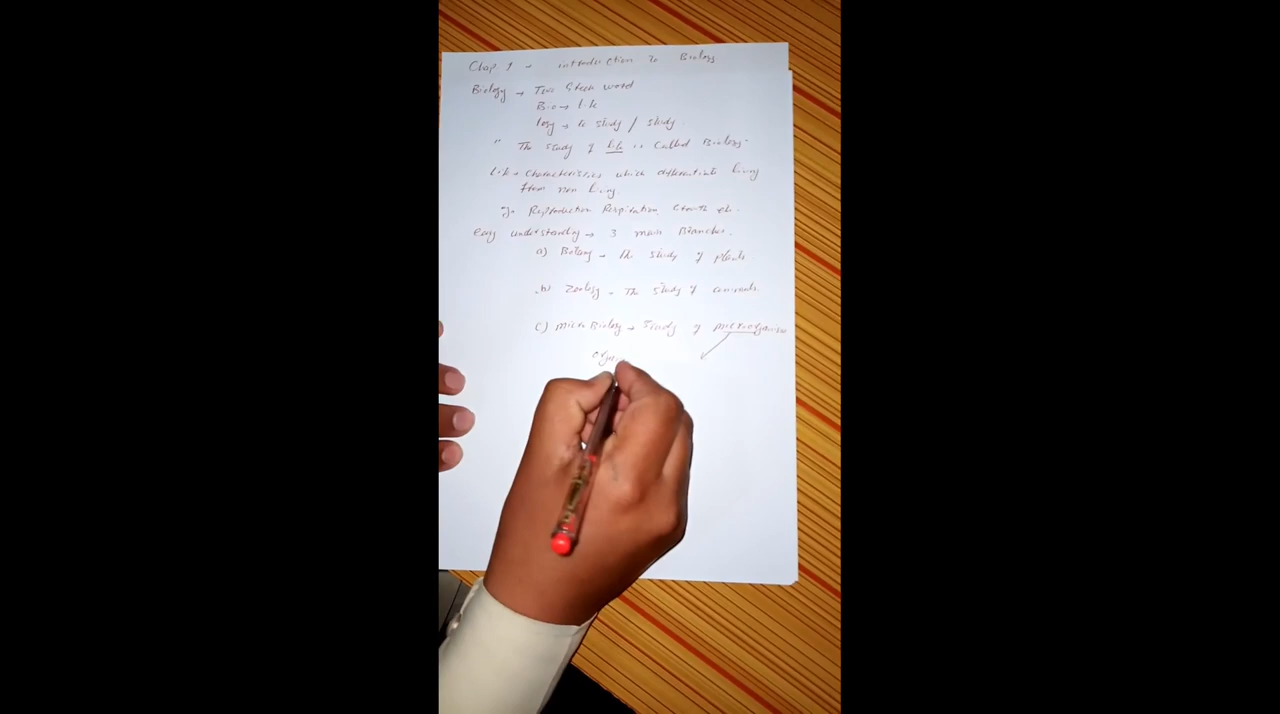 Chap 1 → introduction to Biology
Biology → Two Greek word
Bio → Life
logy → to study / study.
" The study of life is called Biology"
Life → Characteristics which differentiate living
from non living.
eg:- Reproduction Respiration, Growth etc.
easy understanding → 3 main Branches.
a) Botany → The study of plants.
b) Zoology → The study of animals.
c) micro Biology → Study of microorganism